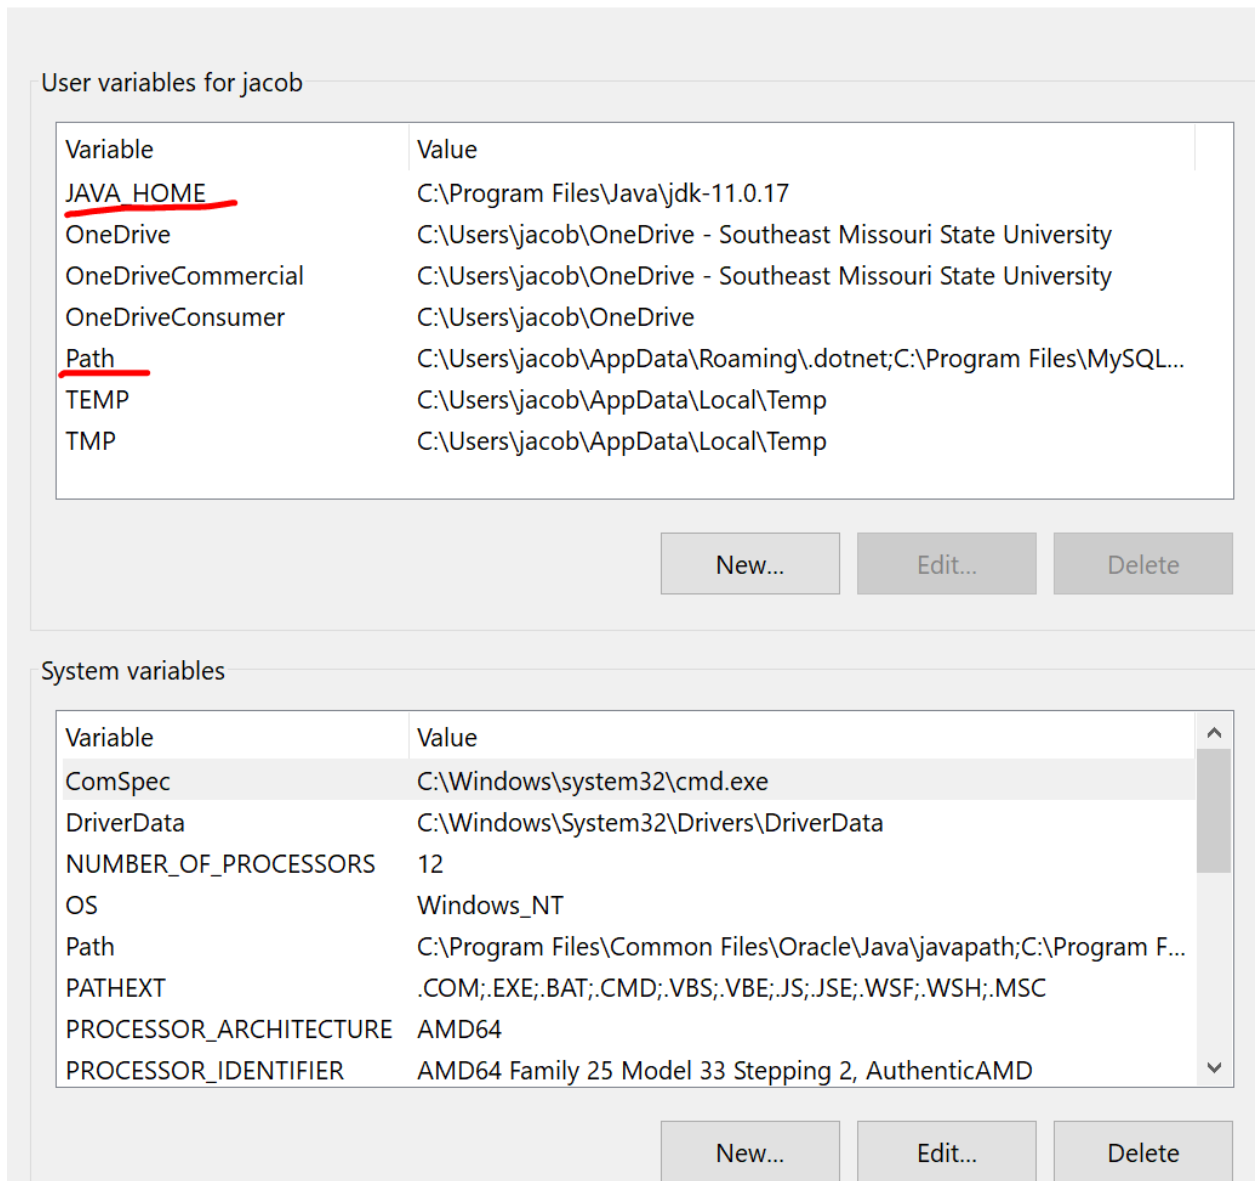 User variables for jacob
Variable Value
JAVA_HOME C:\Program Files\Java\jdk-11.0.17
OneDrive C:\Users\jacob\OneDrive - Southeast Missouri State University
OneDriveCommercial C:\Users\jacob\OneDrive - Southeast Missouri State University
OneDriveConsumer C:\Users\jacob\OneDrive
Path C:\Users\jacob\AppData\Roaming\.dotnet;C:\Program Files\MySQL...
TEMP C:\Users\jacob\AppData\Local\Temp
TMP C:\Users\jacob\AppData\Local\Temp
New... Edit... Delete
System variables
Variable Value
ComSpec C:\Windows\system32\cmd.exe
DriverData C:\Windows\System32\Drivers\DriverData
NUMBER_OF_PROCESSORS 12
OS Windows_NT
Path C:\Program Files\Common Files\Oracle\Java\javapath;C:\Program F...
PATHEXT .COM;.EXE;.BAT;.CMD;.VBS;.VBE;.JS;.JSE;.WSF;.WSH;.MSC
PROCESSOR_ARCHITECTURE AMD64
PROCESSOR_IDENTIFIER AMD64 Family 25 Model 33 Stepping 2, AuthenticAMD
New... Edit... Delete